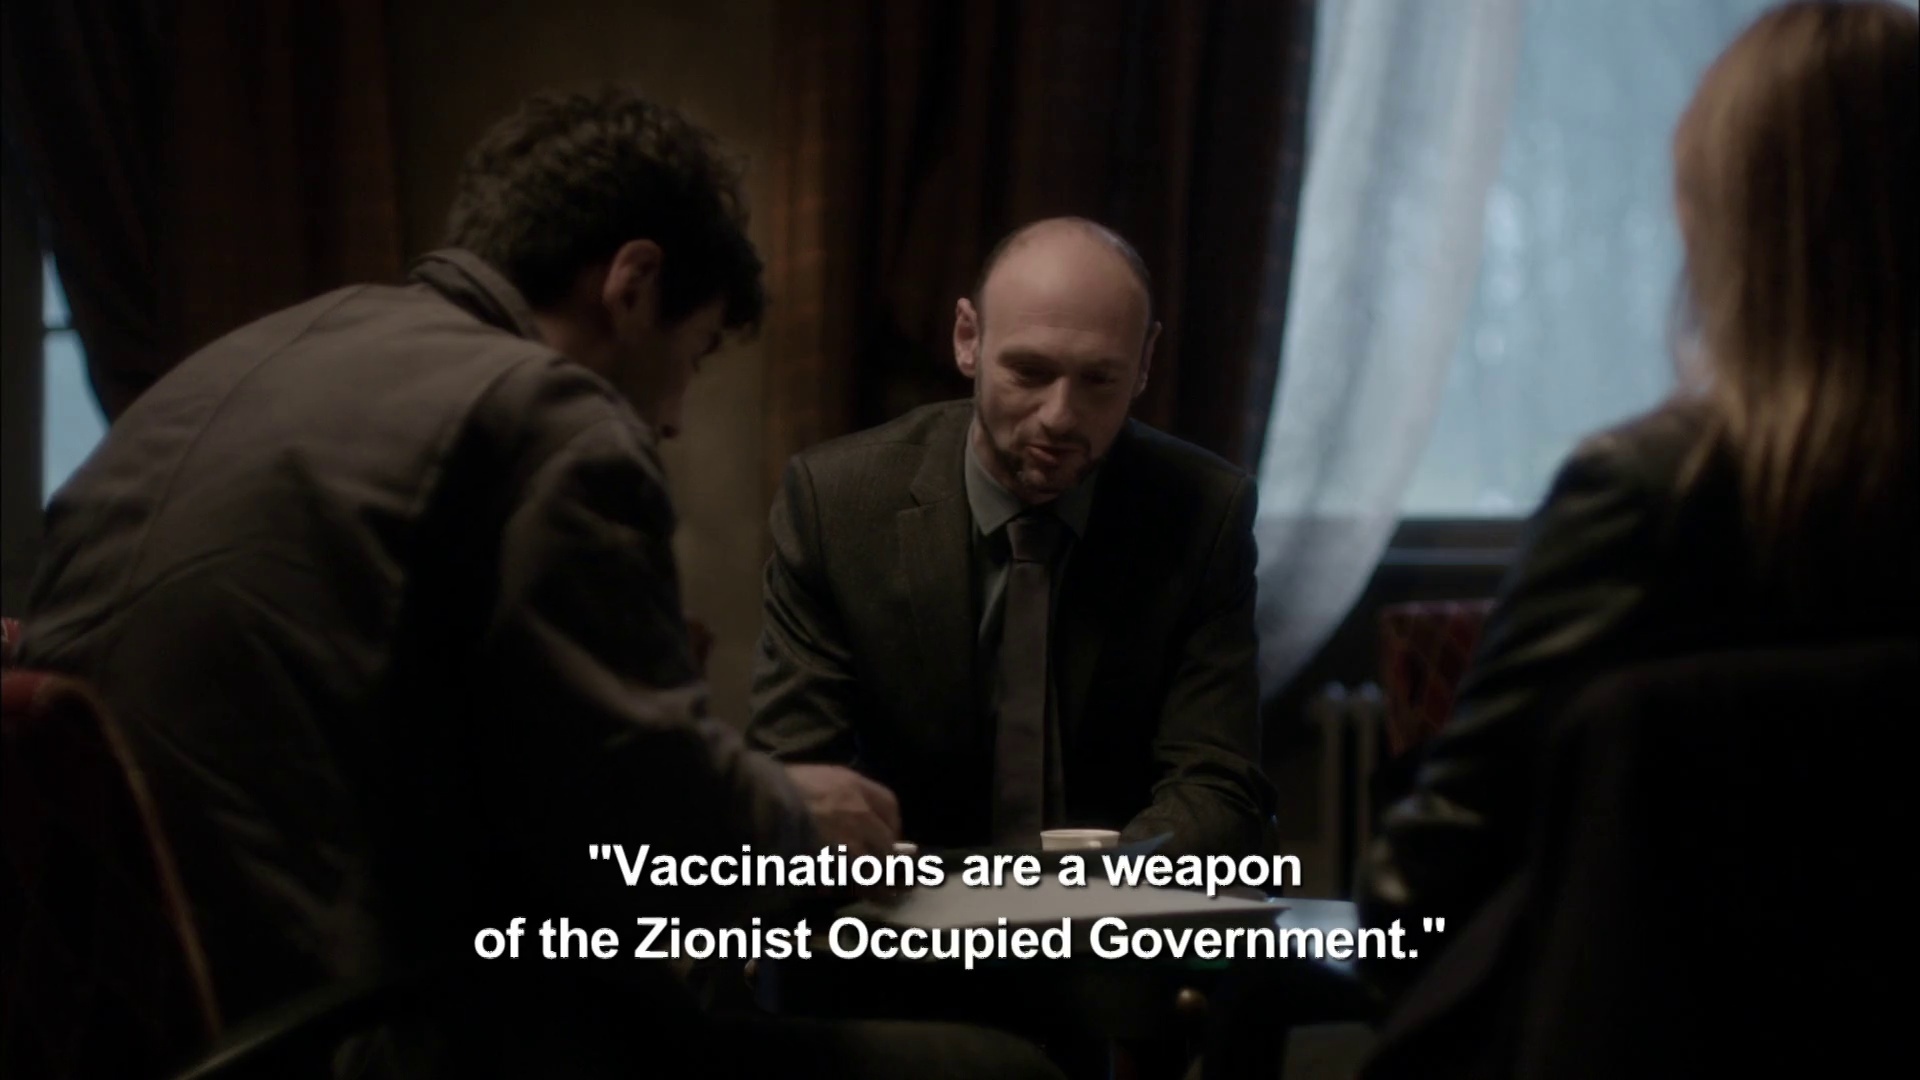 "Vaccinations are a weapon
of the Zionist Occupied Government."